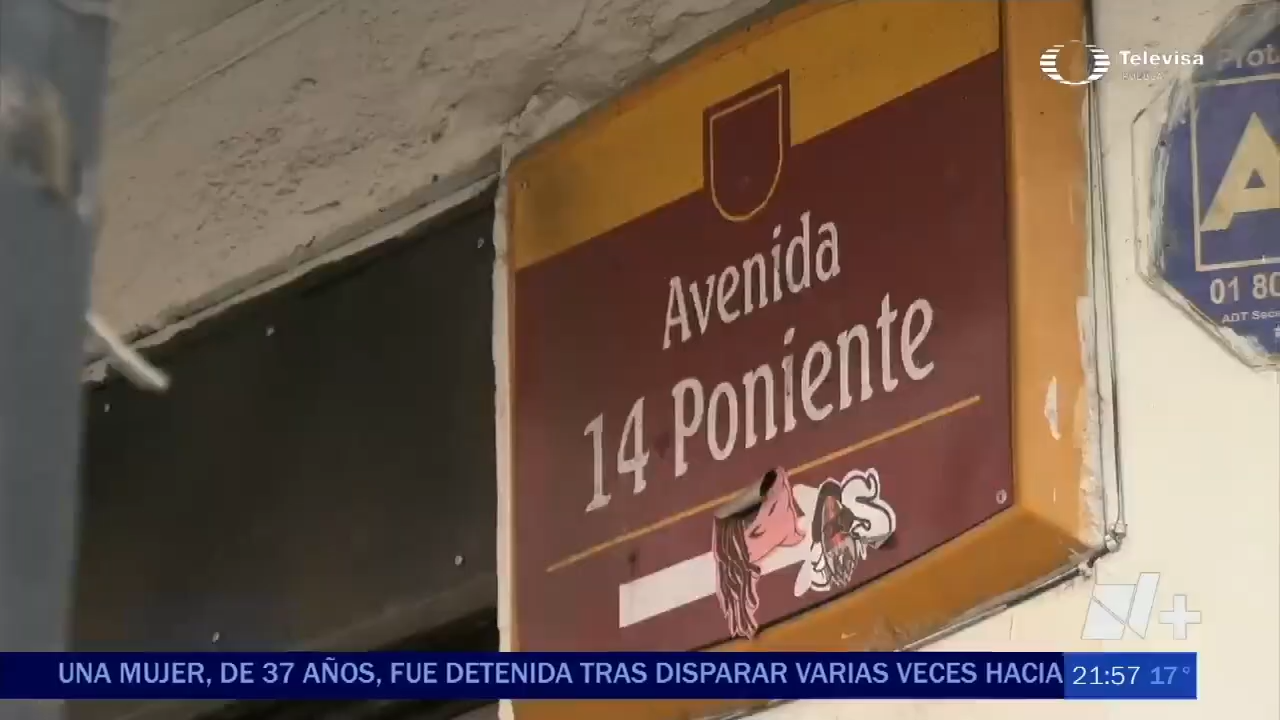 Televisa
PUEBLA
Avenida
14 Poniente
S
A
01 80
N+
UNA MUJER, DE 37 AÑOS, FUE DETENIDA TRAS DISPARAR VARIAS VECES HACIA
21:57 17°